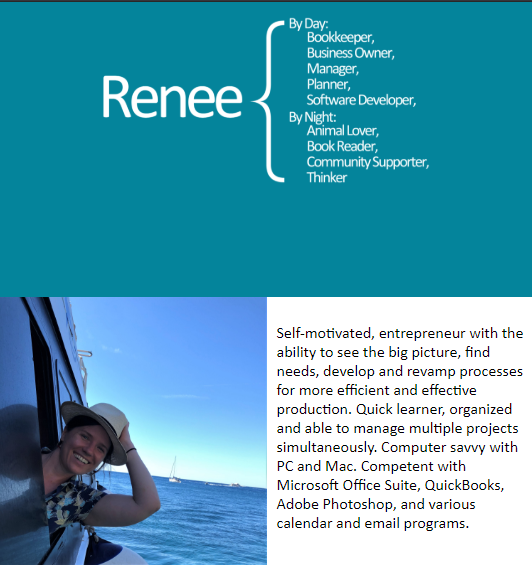 Renee
By Day:
Bookkeeper,
Business Owner,
Manager,
Planner,
Software Developer,
By Night:
Animal Lover,
Book Reader,
Community Supporter,
Thinker
Self-motivated, entrepreneur with the
ability to see the big picture, find
needs, develop and revamp processes
for more efficient and effective
production. Quick learner, organized
and able to manage multiple projects
simultaneously. Computer savvy with
PC and Mac. Competent with
Microsoft Office Suite, QuickBooks,
Adobe Photoshop, and various
calendar and email programs.